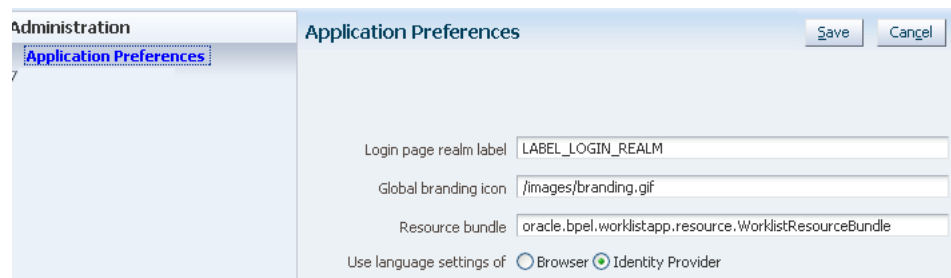 Administration
Application Preferences
Application Preferences
Save
Cancel
Login page realm label LABEL_LOGIN_REALM
Global branding icon /images/branding.gif
Resource bundle oracle.bpel.worklistapp.resource.WorklistResourceBundle
Use language settings of Browser Identity Provider